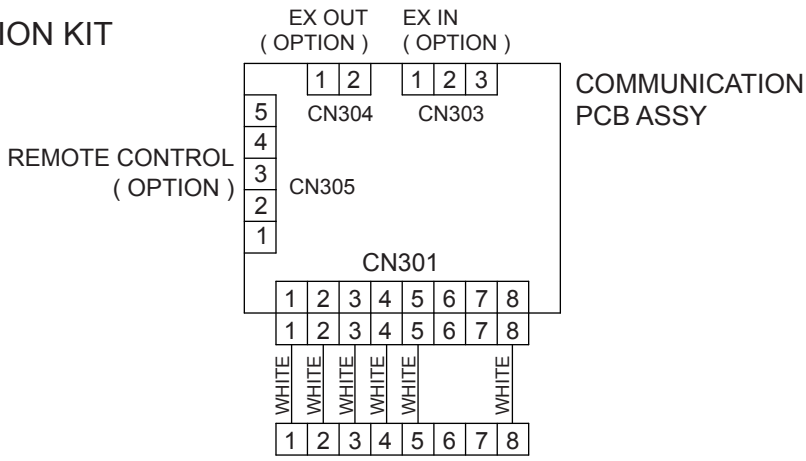 ION KIT
EX OUT
( OPTION )
EX IN
( OPTION )
1 2
1 2 3
CN304
CN303
COMMUNICATION
PCB ASSY
5
4
3
2
1
REMOTE CONTROL
( OPTION )
CN305
CN301
1 2 3 4 5 6 7 8
1 2 3 4 5 6 7 8
WHITE WHITE WHITE WHITE WHITE WHITE
1 2 3 4 5 6 7 8